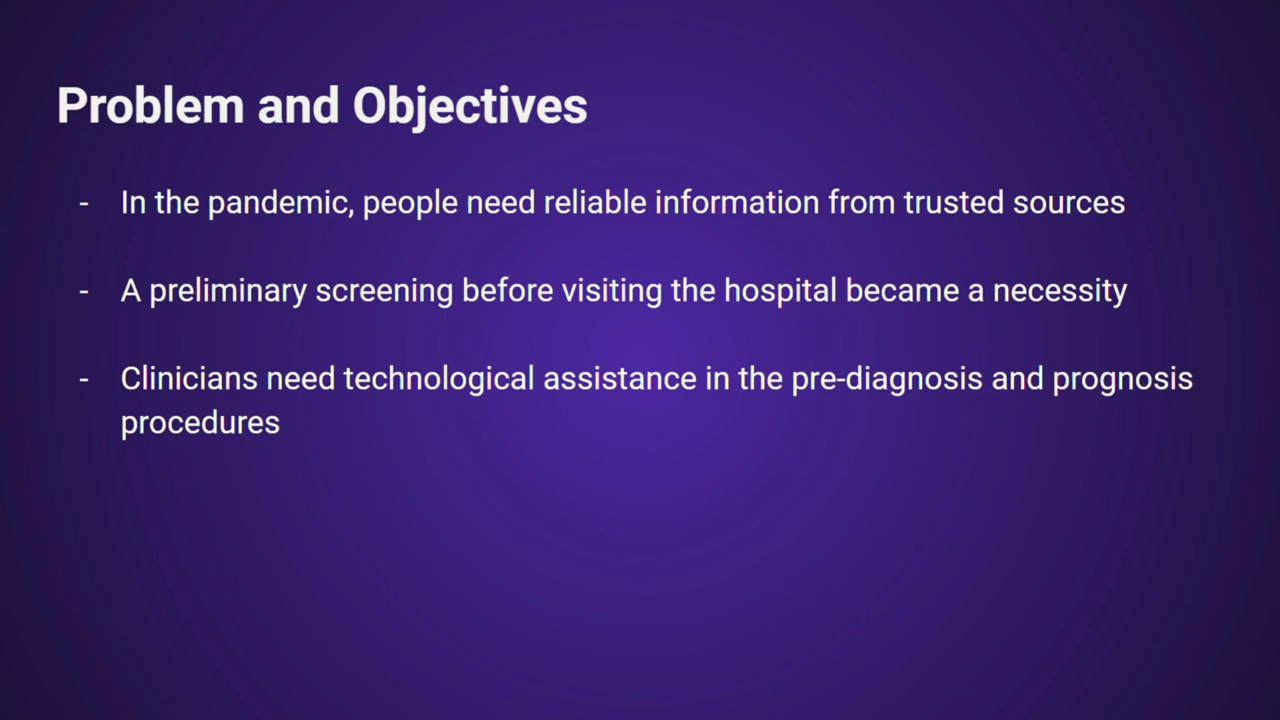 Problem and Objectives
- In the pandemic, people need reliable information from trusted sources
- A preliminary screening before visiting the hospital became a necessity
- Clinicians need technological assistance in the pre-diagnosis and prognosis
procedures